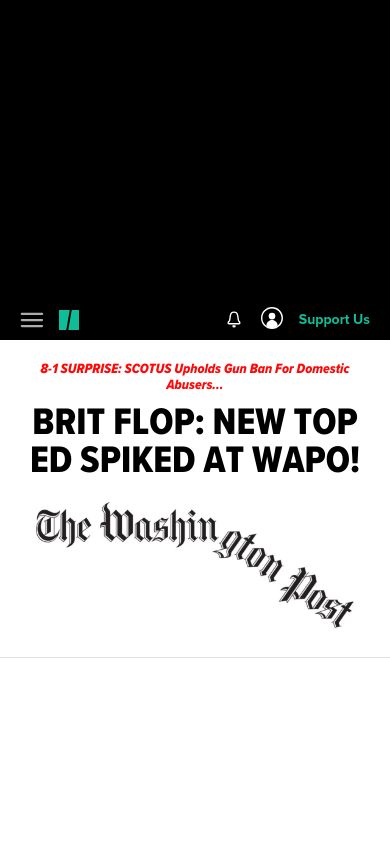 Support Us
8-1 SURPRISE: SCOTUS Upholds Gun Ban For Domestic
Abusers...
BRIT FLOP: NEW TOP
ED SPIKED AT WAPO!
The Washington Post